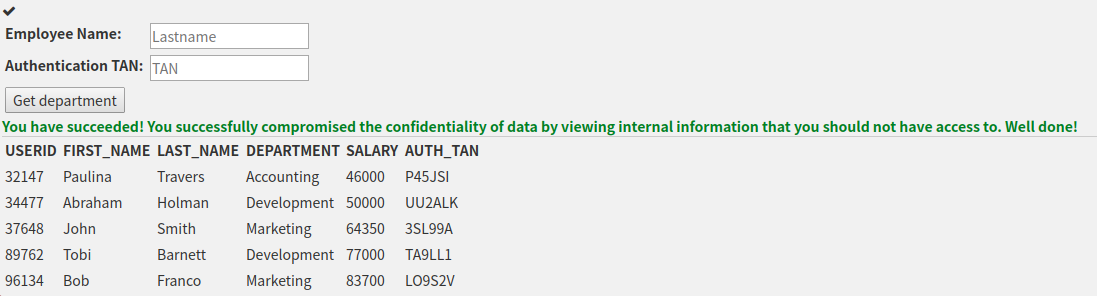 Employee Name: Lastname
Authentication TAN: TAN
Get department
You have succeeded! You successfully compromised the confidentiality of data by viewing internal information that you should not have access to. Well done!
USERID FIRST_NAME LAST_NAME DEPARTMENT SALARY AUTH_TAN
32147 Paulina Travers Accounting 46000 P45JSI
34477 Abraham Holman Development 50000 UU2ALK
37648 John Smith Marketing 64350 3SL99A
89762 Tobi Barnett Development 77000 TA9LL1
96134 Bob Franco Marketing 83700 LO9S2V